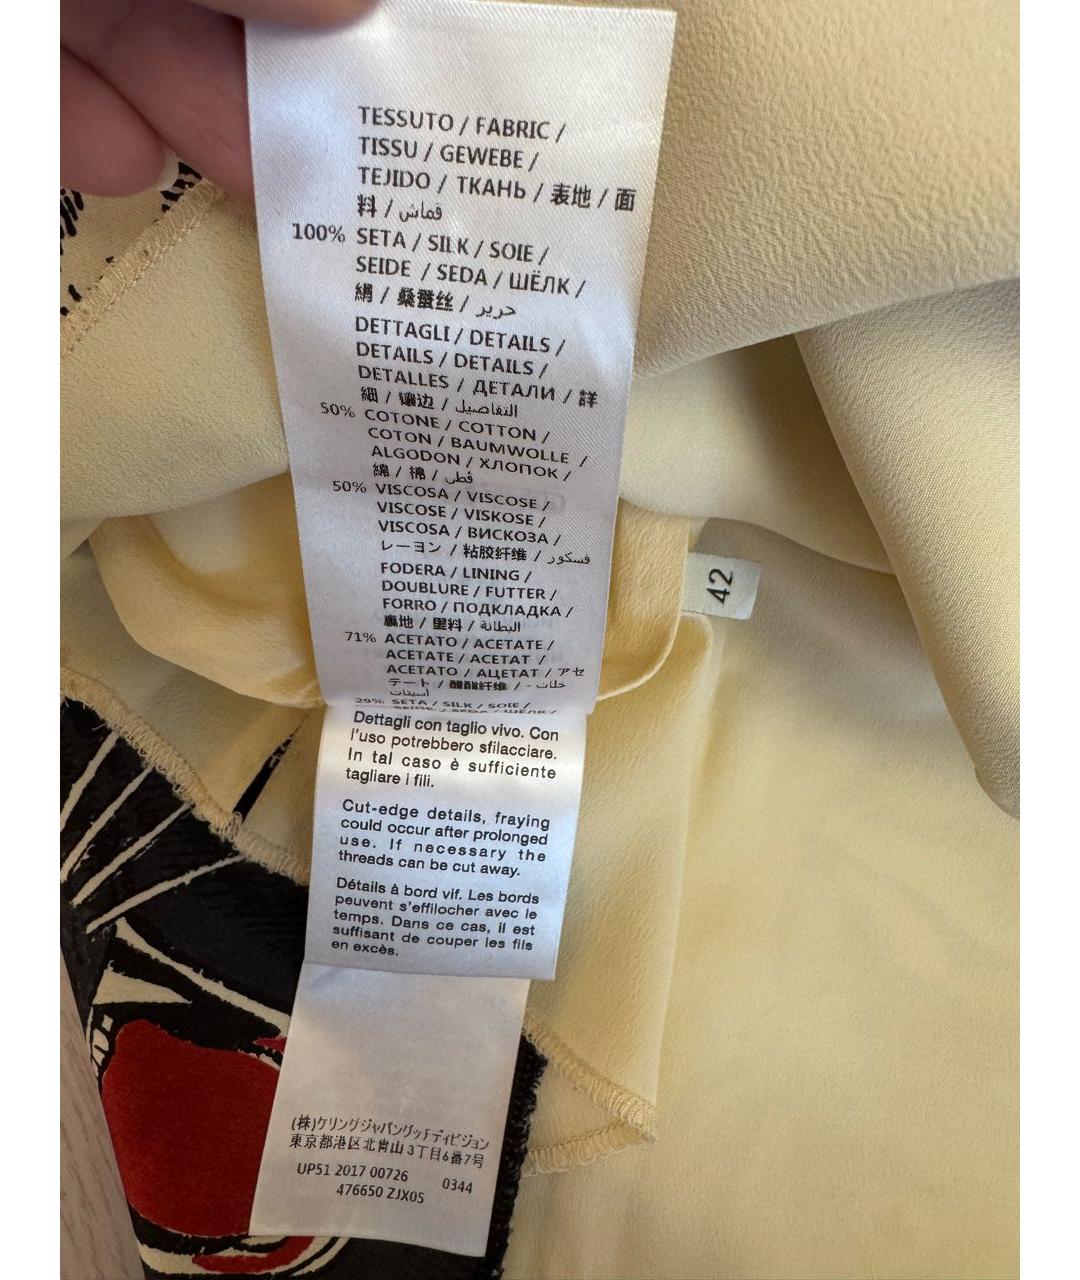 TESSUTO / FABRIC /
TISSU / GEWEBE /
TEJIDO / ТКАНЬ / 表地 / 面
料 / قماش
100% SETA / SILK / SOIE /
SEIDE / SEDA / ШЁЛК /
絹 / 桑蚕丝 / حرير
DETTAGLI / DETAILS /
DETAILS / DETAILS /
DETALLES / ДЕТАЛИ / 詳
細 / 镶边 / التفاصيل
50% COTONE / COTTON /
COTON / BAUMWOLLE /
ALGODON / ХЛОПОК /
綿 / 棉 / قطن
50% VISCOSA / VISCOSE /
VISCOSE / VISKOSE /
VISCOSA / ВИСКОЗА /
レーヨン / 粘胶纤维 / فسكوز
FODERA / LINING /
DOUBLURE / FUTTER /
FORRO / ПОДКЛАДКА /
裏地 / 里料 / البطانة
71% ACETATO / ACETATE /
ACETATE / ACETAT /
ACETATO / АЦЕТАТ / アセ
テート / 醋酯纤维 / خلات -
أسيتات
29% SETA / SILK / SOIE /
SEIDE / SEDA / ШЁЛК /
Dettagli con taglio vivo. Con
l'uso potrebbero sfilacciare.
In tal caso è sufficiente
tagliare i fili.
Cut-edge details, fraying
could occur after prolonged
use. If necessary the
threads can be cut away.
Détails à bord vif. Les bords
peuvent s'effilocher avec le
temps. Dans ce cas, il est
suffisant de couper les fils
en excès.
(株)ケリングジャパングッチディビジョン
東京都港区北青山3丁目6番7号
UP51 2017 00726 0344
476650 ZJX05
42